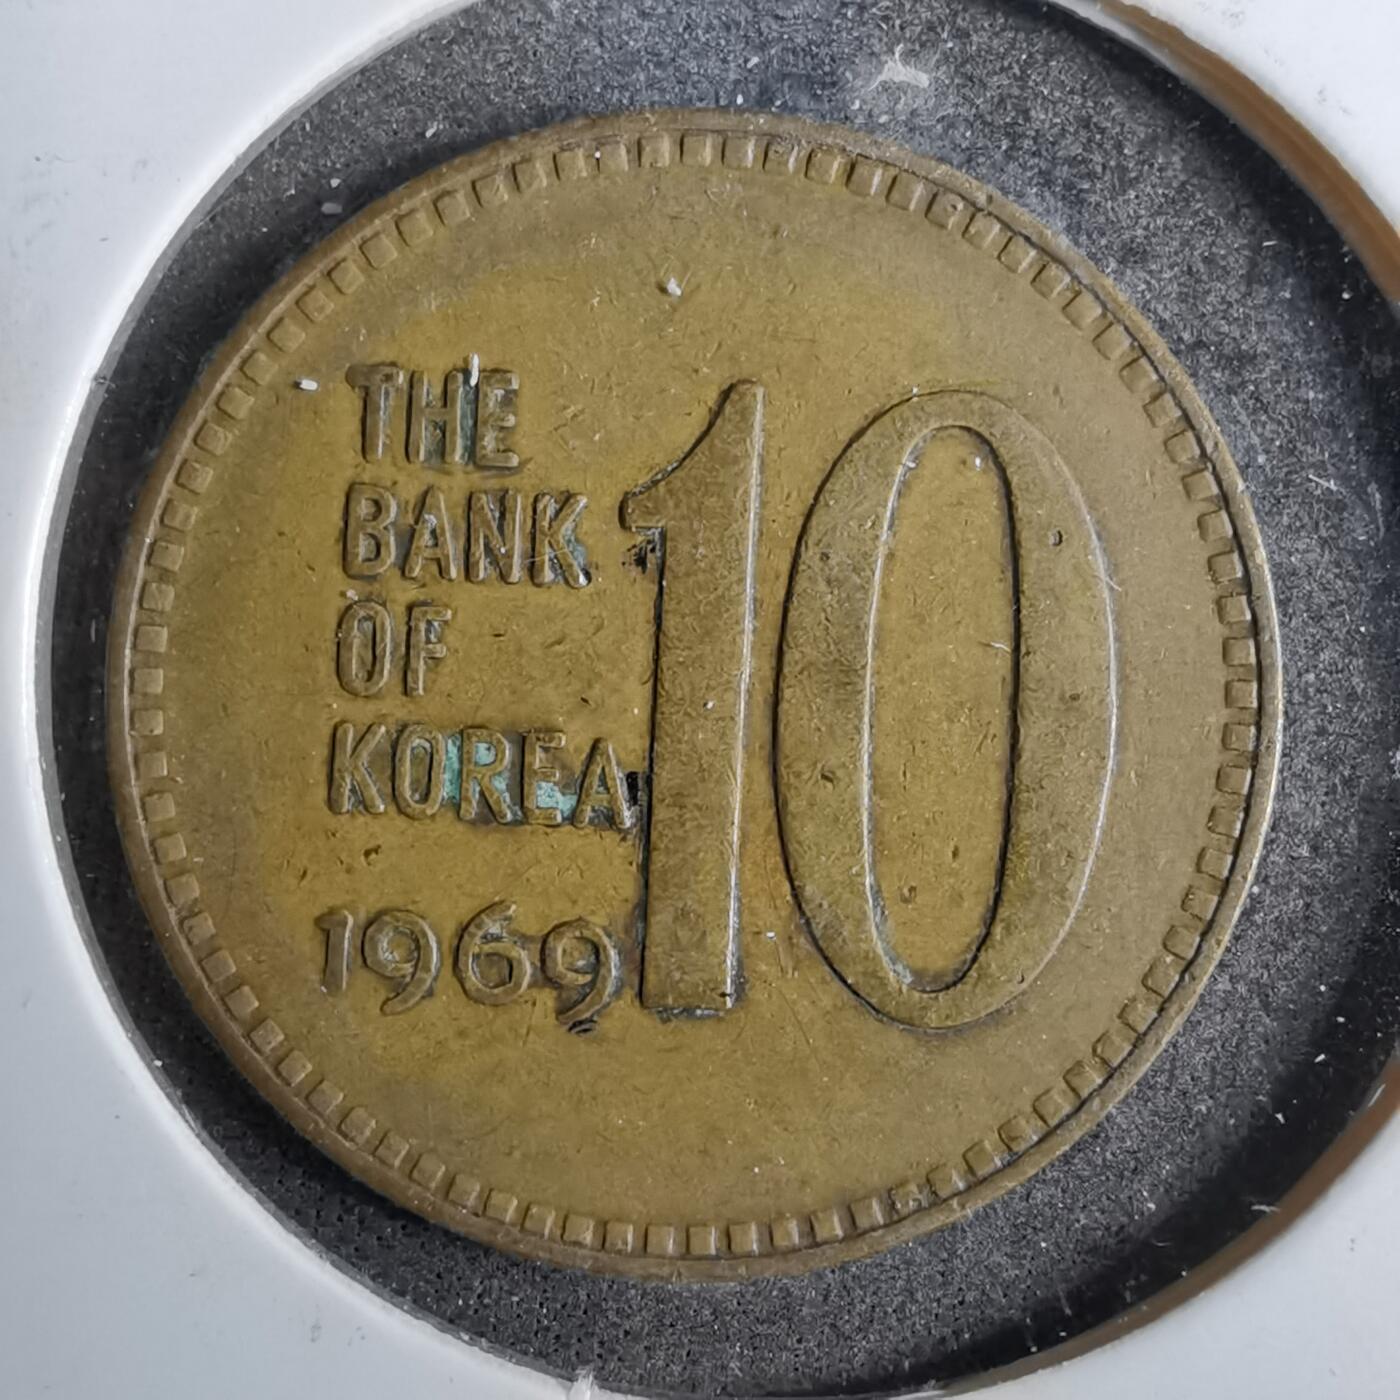 THE
BANK
OF
KOREA
1969
10